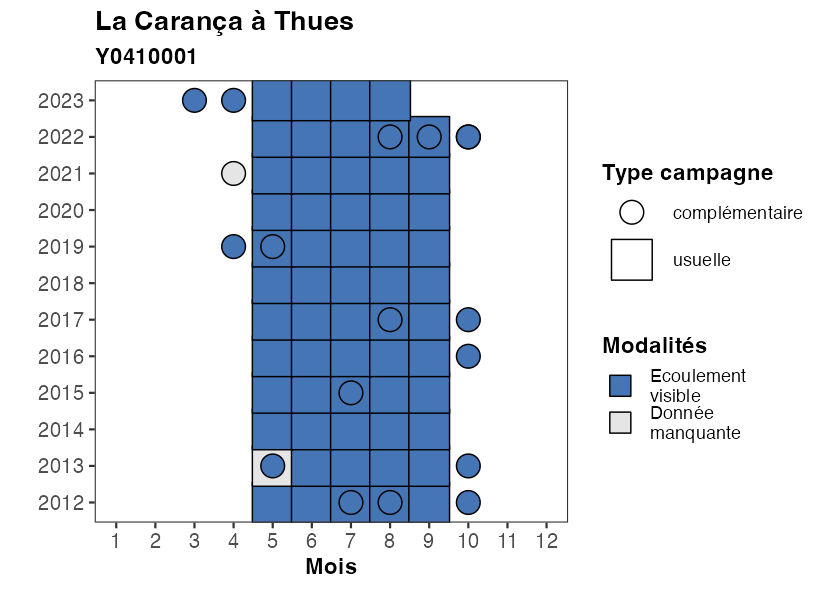 La Carança à Thues
Y0410001
2023
2022
2021
2020
2019
2018
2017
2016
2015
2014
2013
2012
1 2 3 4 5 6 7 8 9 10 11 12
Mois
Type campagne
complémentaire
usuelle
Modalités
Ecoulement
visible
Donnée
manquante